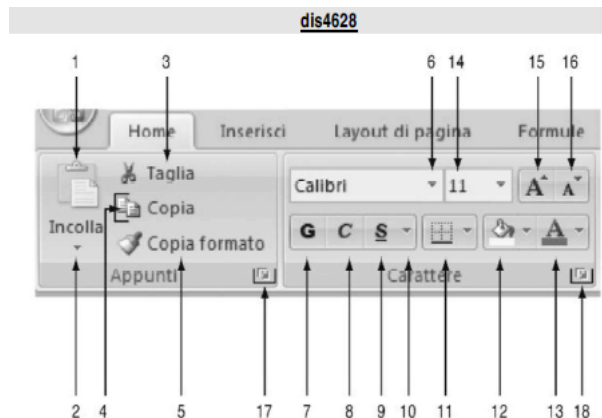 dis4628
1 3 6 14 15 16
Home Inserisci Layout di pagina Formule
Taglia
Calibri 11 A A
Copia
Incolla
G C S A
Copia formato
Appunti Carattere
2 4 5 17 7 8 9 10 11 12 13 18